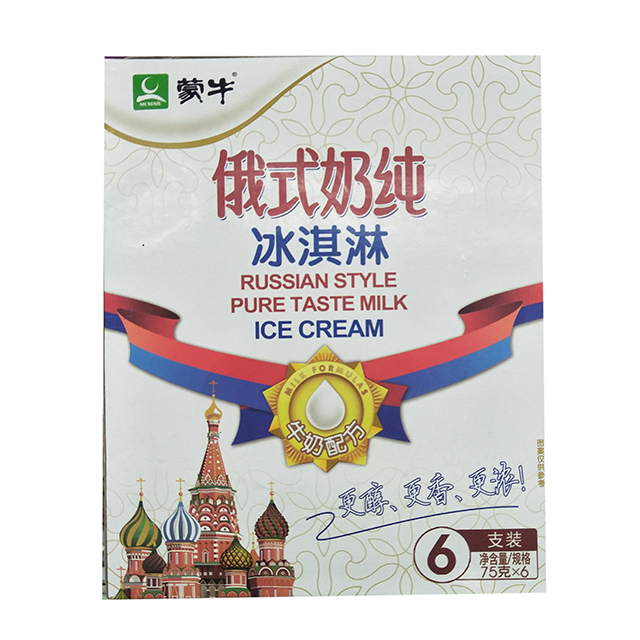 MENGNIU
蒙牛®
俄式奶纯
冰淇淋
RUSSIAN STYLE
PURE TASTE MILK
ICE CREAM
MILK FORMULAS
牛奶配方
图案仅供参考
更醇、更香、更浓!
6
支装
净含量/规格
75克×6